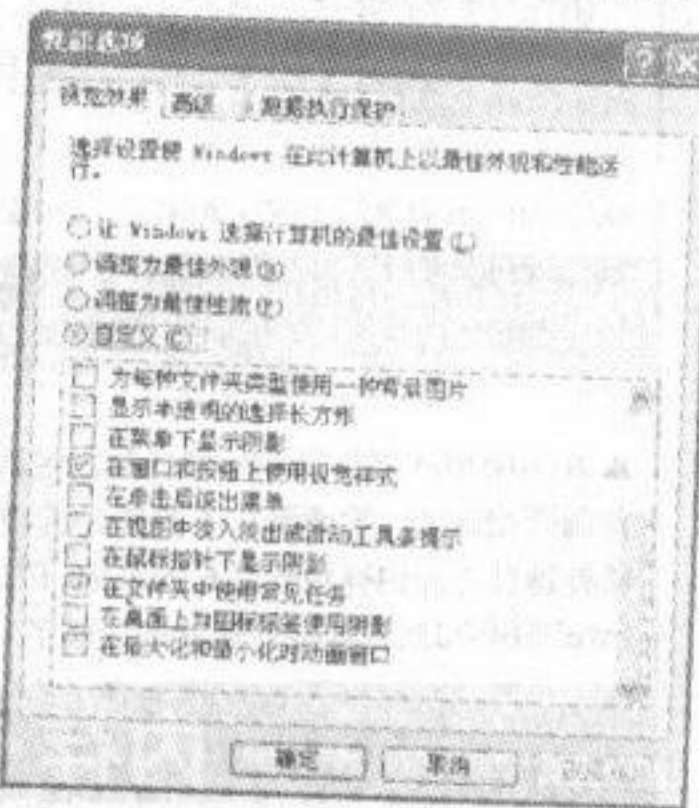 性能选项
视觉效果 高级 数据执行保护
选择设置使 Windows 在此计算机上以最佳外观和性能运
行。
让 Windows 选择计算机的最佳设置(L)
调整为最佳外观(B)
调整为最佳性能(P)
自定义(C)
为每种文件夹类型使用一种背景图片
显示半透明的选择长方形
在菜单下显示阴影
在窗口和按钮上使用视觉样式
在单击后淡出菜单
在视图中淡入淡出或滑动工具条提示
在鼠标指针下显示阴影
在文件夹中使用常见任务
在桌面上为图标标签使用阴影
在最大化和最小化时动画窗口
确定 取消